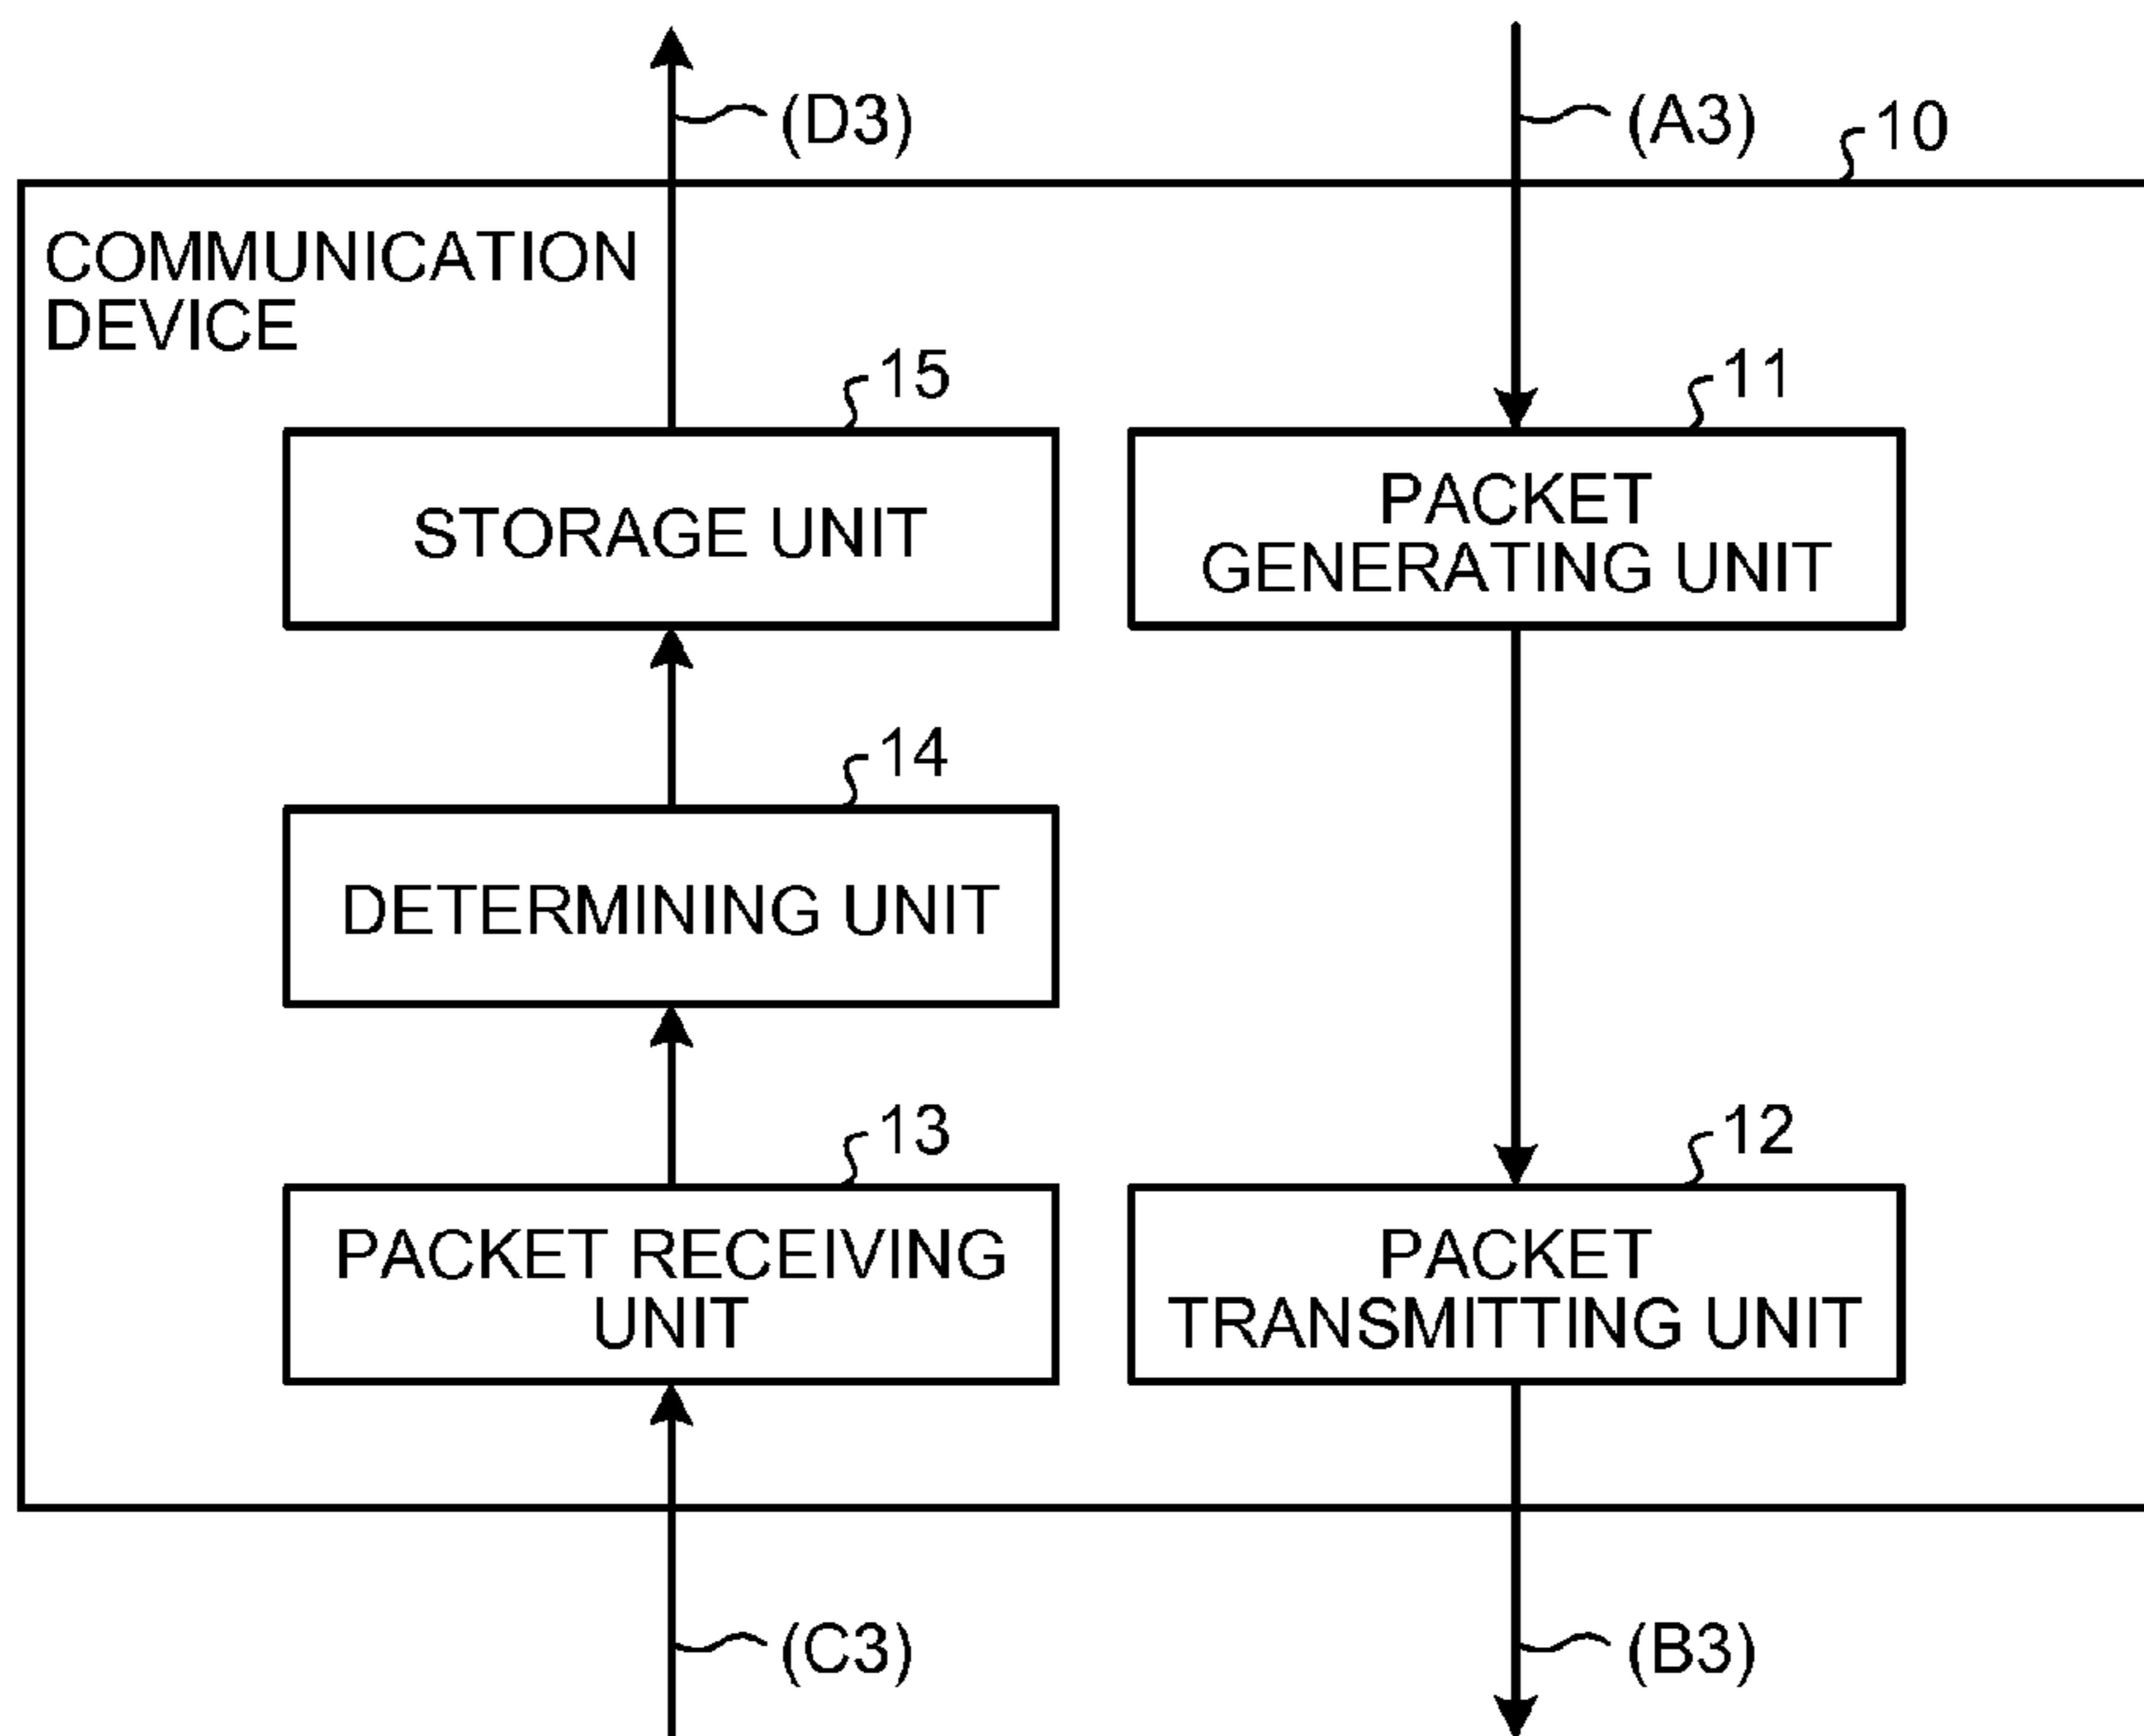 (D3)
(A3)
10
COMMUNICATION
DEVICE
15
11
STORAGE UNIT
PACKET
GENERATING UNIT
14
DETERMINING UNIT
13
12
PACKET RECEIVING
UNIT
PACKET
TRANSMITTING UNIT
(C3)
(B3)